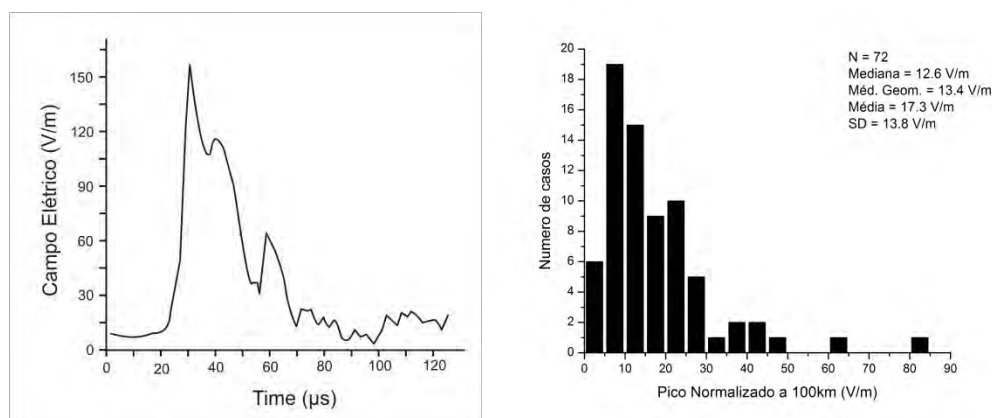 150
120
90
60
30
0
Campo Elétrico (V/m)
0 20 40 60 80 100 120
Time (µs)
20
18
16
14
12
10
8
6
4
2
0
Numero de casos
N = 72
Mediana = 12.6 V/m
Méd. Geom. = 13.4 V/m
Média = 17.3 V/m
SD = 13.8 V/m
0 10 20 30 40 50 60 70 80 90
Pico Normalizado a 100km (V/m)